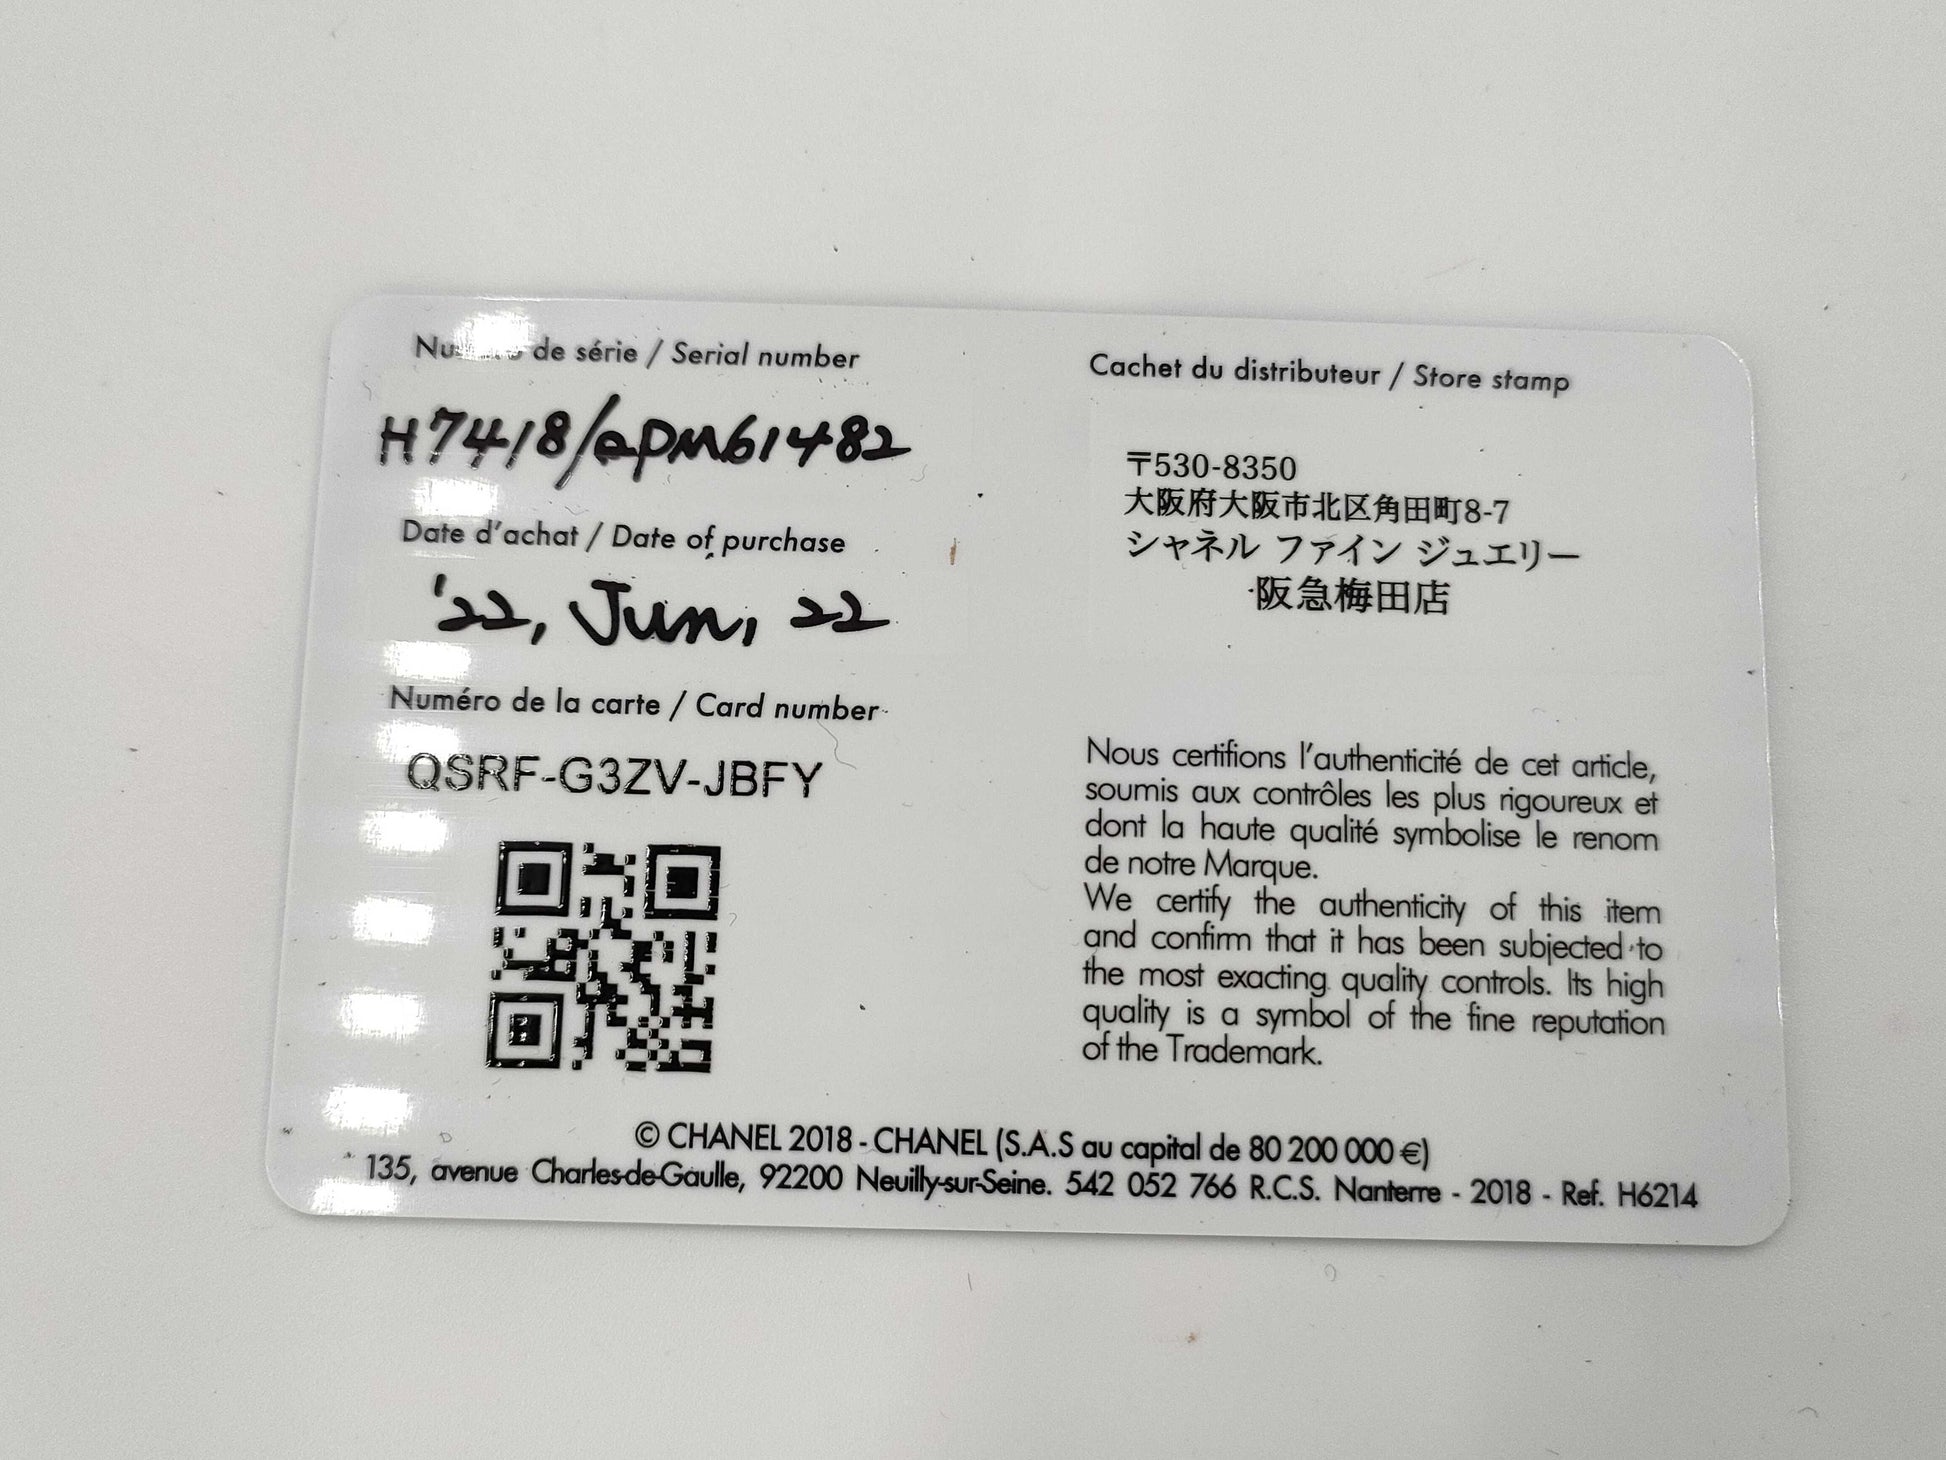 Numéro de série / Serial number
H7418/
Date d'achat / Date of purchase
'22, Jun, 22
Numéro de la carte / Card number
QSRF-G3ZV-JBFY
Cachet du distributeur / Store stamp
〒530-8350
大阪府大阪市北区角田町8-7
シャネル ファイン ジュエリー
阪急梅田店
Nous certifions l'authenticité de cet article,
soumis aux contrôles les plus rigoureux et
dont la haute qualité symbolise le renom
de notre Marque.
We certify the authenticity of this item
and confirm that it has been subjected to
the most exacting quality controls. Its high
quality is a symbol of the fine reputation
of the Trademark.
© CHANEL 2018 - CHANEL (S.A.S au capital de 80 200 000 €)
135, avenue Charles-de-Gaulle, 92200 Neuilly-sur-Seine. 542 052 766 R.C.S. Nanterre - 2018 - Ref. H6214